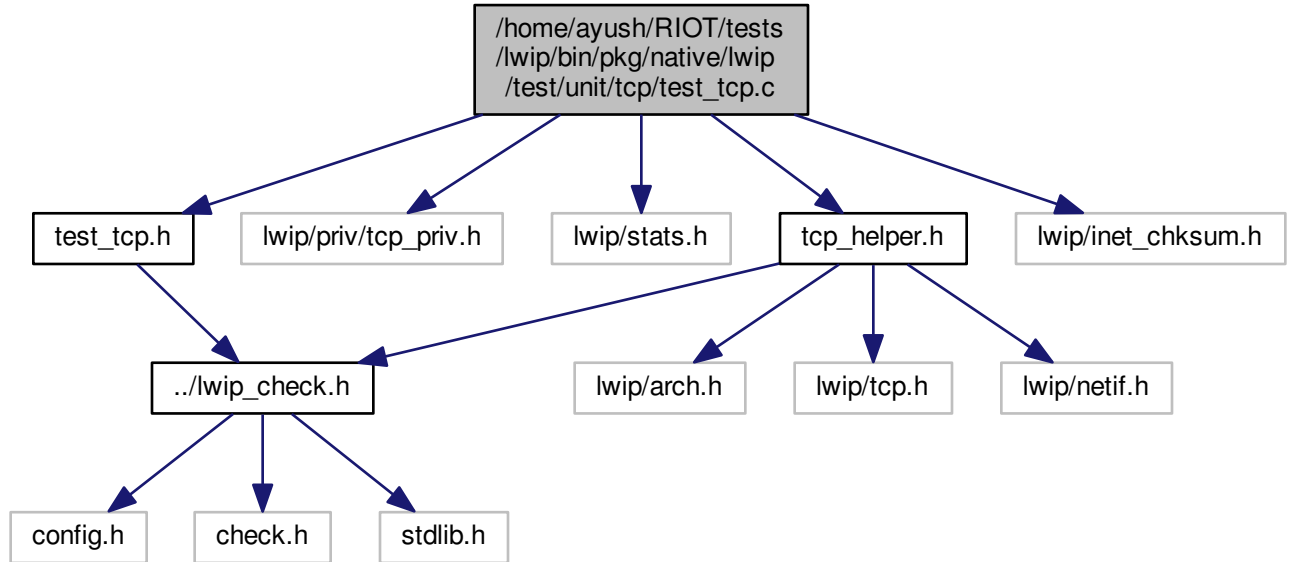 /home/ayush/RIOT/tests
/lwip/bin/pkg/native/lwip
/test/unit/tcp/test_tcp.c
test_tcp.h
lwip/priv/tcp_priv.h
lwip/stats.h
tcp_helper.h
lwip/inet_chksum.h
../lwip_check.h
lwip/arch.h
lwip/tcp.h
lwip/netif.h
config.h
check.h
stdlib.h